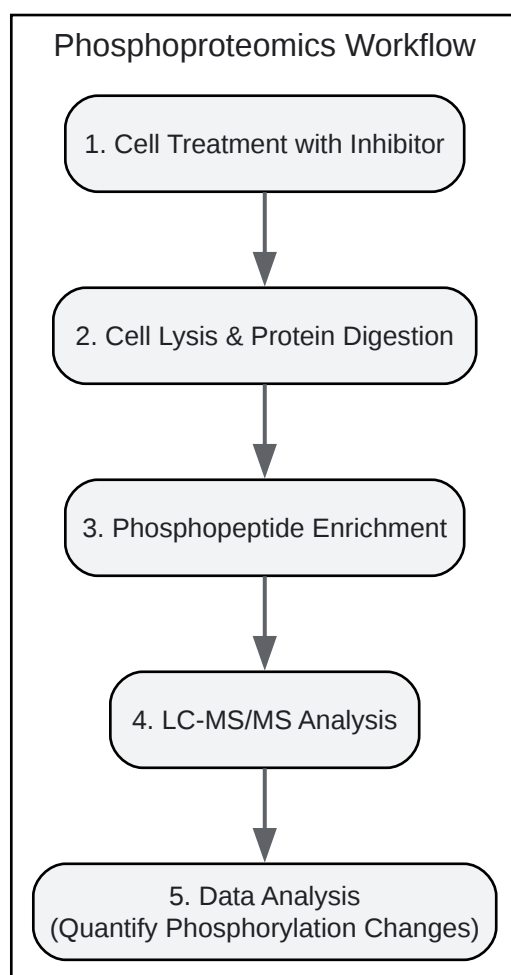 Phosphoproteomics Workflow
1. Cell Treatment with Inhibitor
2. Cell Lysis & Protein Digestion
3. Phosphopeptide Enrichment
4. LC-MS/MS Analysis
5. Data Analysis
(Quantify Phosphorylation Changes)